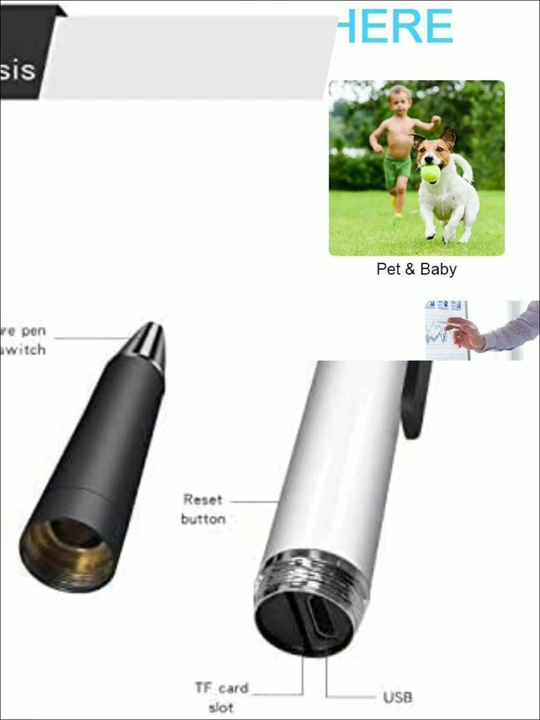 HERE
sis
Pet & Baby
re pen
switch
Reset
button
TF card
slot
USB